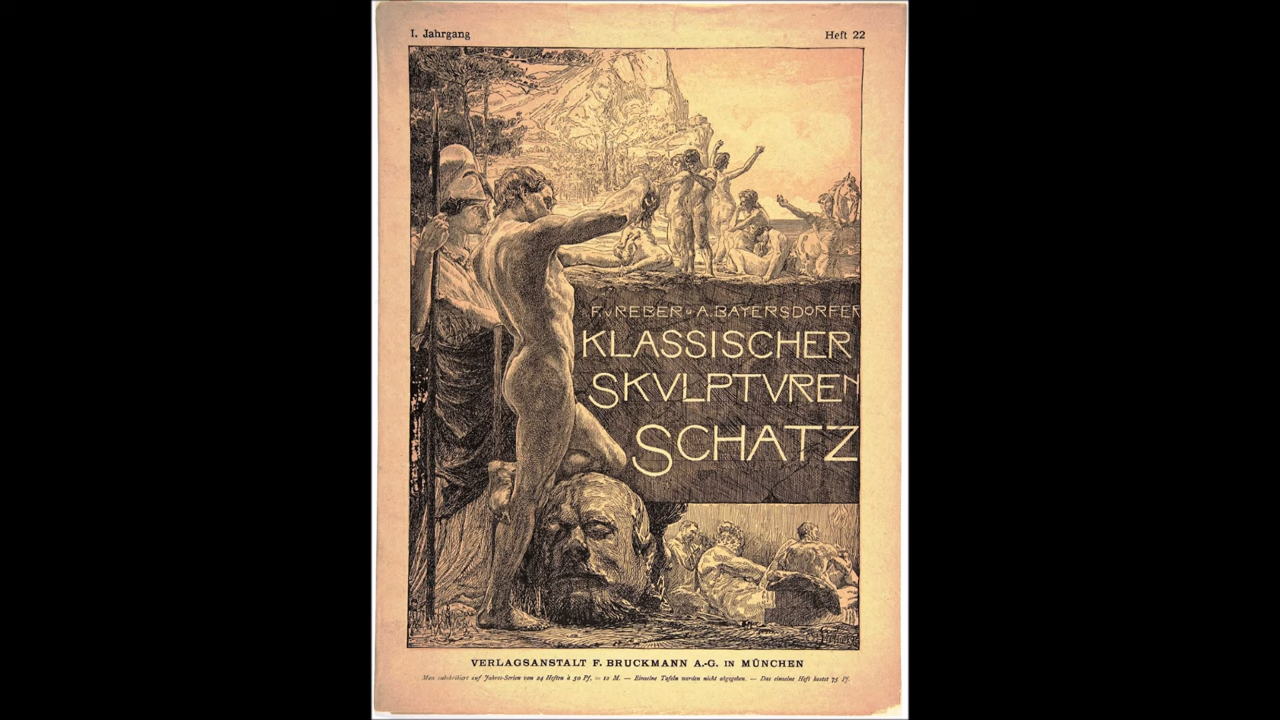 I. Jahrgang
Heft 22
F. v REBER u. A. BAYERSDORFER
KLASSISCHER
SKVLPTVREN
SCHATZ
VERLAGSANSTALT F. BRUCKMANN A.-G. IN MÜNCHEN
Man subskribiert auf Jahres-Serien von 24 Heften à 50 Pf. = 12 M. — Einzelne Tafeln werden nicht abgegeben. — Das einzelne Heft kostet 75 Pf.